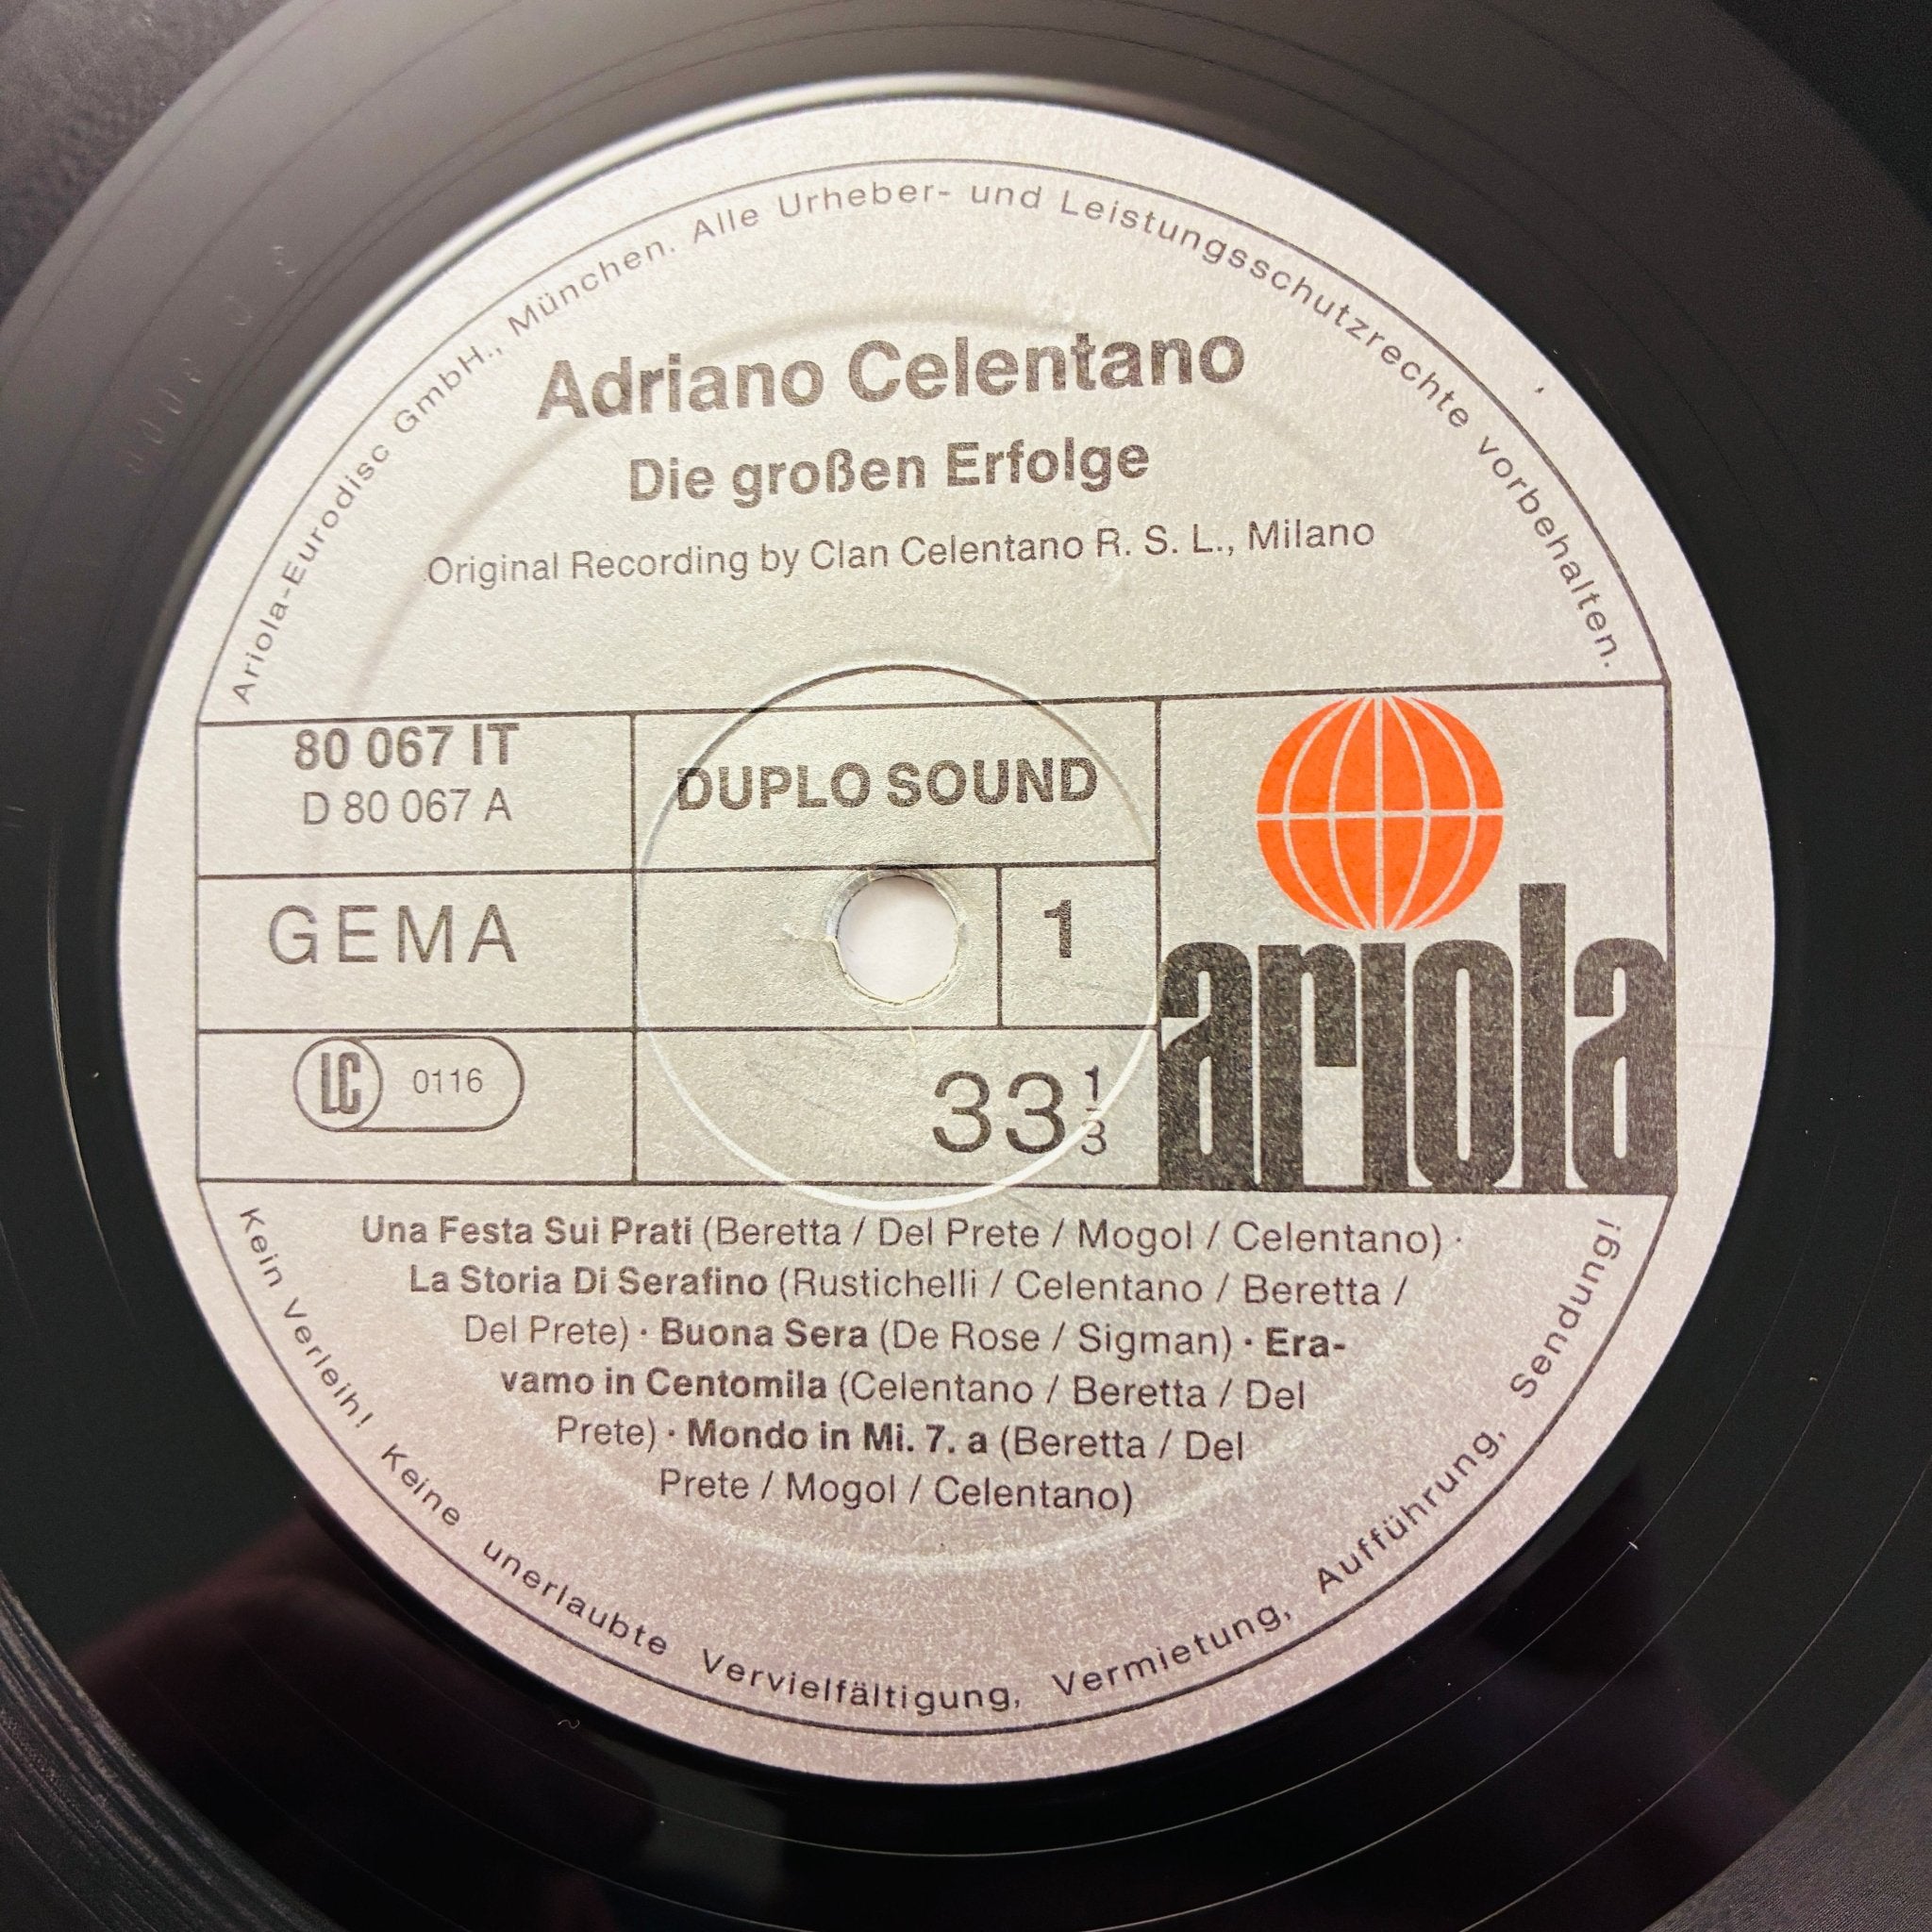 Ariola-Eurodisc GmbH., München. Alle Urheber- und Leistungsschutzrechte vorbehalten.
Adriano Celentano
Die großen Erfolge
Original Recording by Clan Celentano R. S. L., Milano
80 067 IT
D 80 067 A
DUPLO SOUND
GEMA
1
ariola
LC 0116
33 1/3
Una Festa Sui Prati (Beretta / Del Prete / Mogol / Celentano) ·
La Storia Di Serafino (Rustichelli / Celentano / Beretta /
Del Prete) · Buona Sera (De Rose / Sigman) · Era-
vamo in Centomila (Celentano / Beretta / Del
Prete) · Mondo in Mi. 7. a (Beretta / Del
Prete / Mogol / Celentano)
Kein Verleih! Keine unerlaubte Vervielfältigung, Vermietung, Aufführung, Sendung!